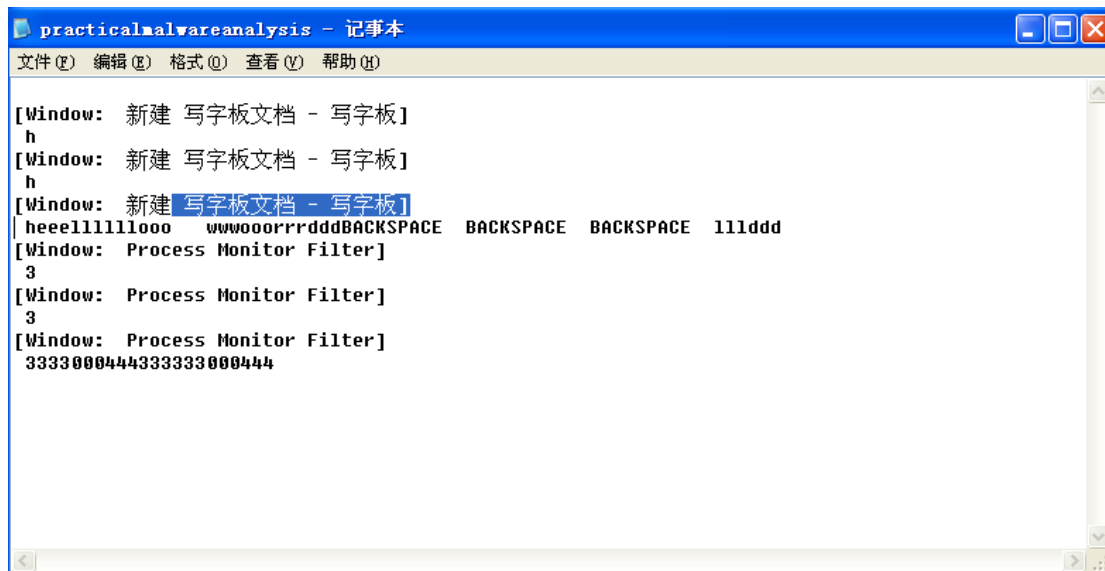 practicalmalwareanalysis - 记事本
文件(F) 编辑(E) 格式(O) 查看(V) 帮助(H)
[Window: 新建 写字板文档 - 写字板]
h
[Window: 新建 写字板文档 - 写字板]
h
[Window: 新建 写字板文档 - 写字板]
heeellllllooo   wwwooorrrdddBACKSPACE  BACKSPACE  BACKSPACE  lllddd
[Window: Process Monitor Filter]
3
[Window: Process Monitor Filter]
3
[Window: Process Monitor Filter]
3333000444333333000444